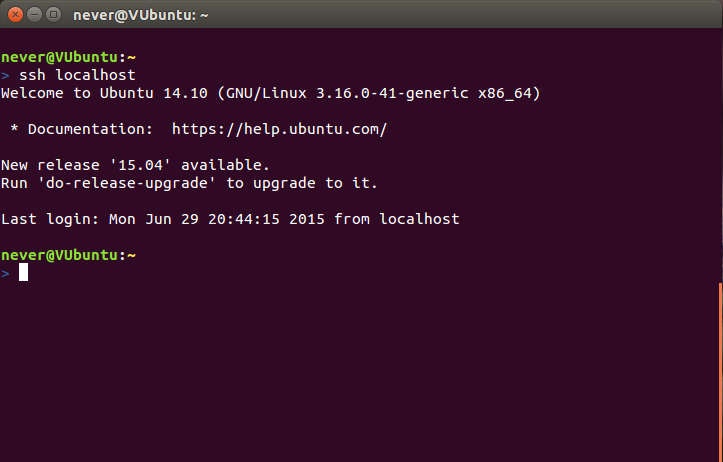 never@VUbuntu: ~
never@VUbuntu:~
> ssh localhost
Welcome to Ubuntu 14.10 (GNU/Linux 3.16.0-41-generic x86_64)
 * Documentation:  https://help.ubuntu.com/
New release '15.04' available.
Run 'do-release-upgrade' to upgrade to it.
Last login: Mon Jun 29 20:44:15 2015 from localhost
never@VUbuntu:~
>